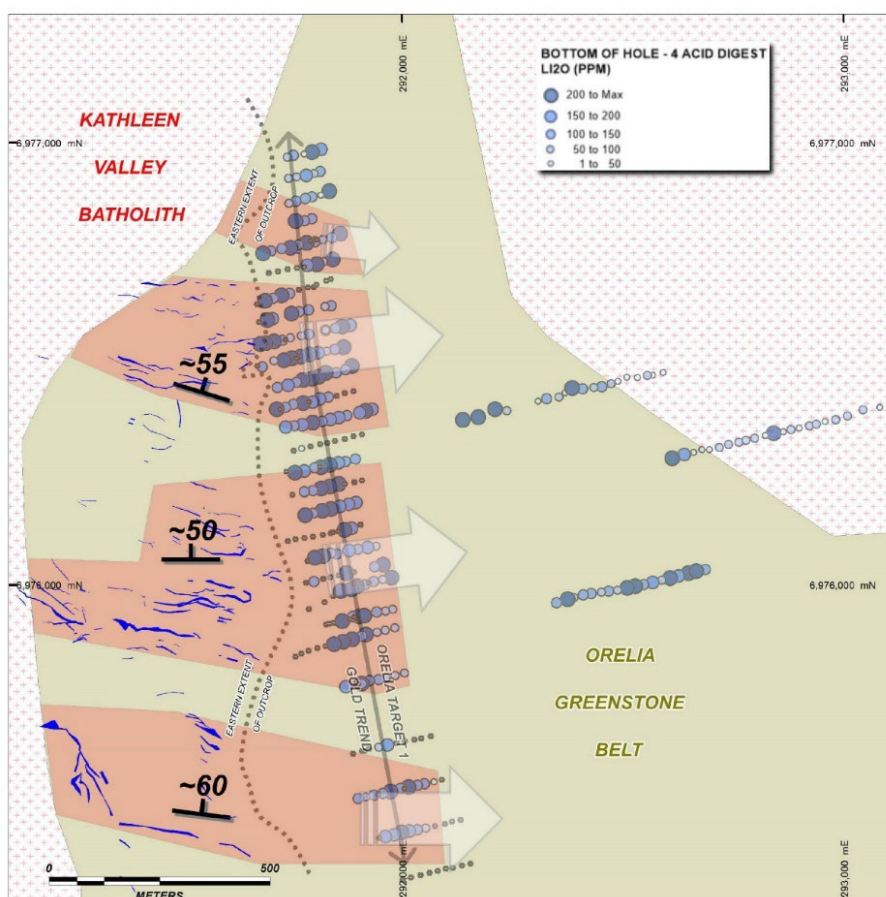 292,000 mE
293,000 mE
BOTTOM OF HOLE - 4 ACID DIGEST
LI2O (PPM)
200 to Max
150 to 200
100 to 150
50 to 100
1 to 50
KATHLEEN
VALLEY
BATHOLITH
6,977,000 mN
6,977,000 mN
EASTERN EXTENT
OF OUTCROP
~55
~50
6,976,000 mN
6,976,000 mN
ORELIA
GREENSTONE
BELT
ORELIA TARGET 1
GOLD TREND
EASTERN EXTENT
OF OUTCROP
~60
0
500
METERS
292,000 mE
293,000 mE